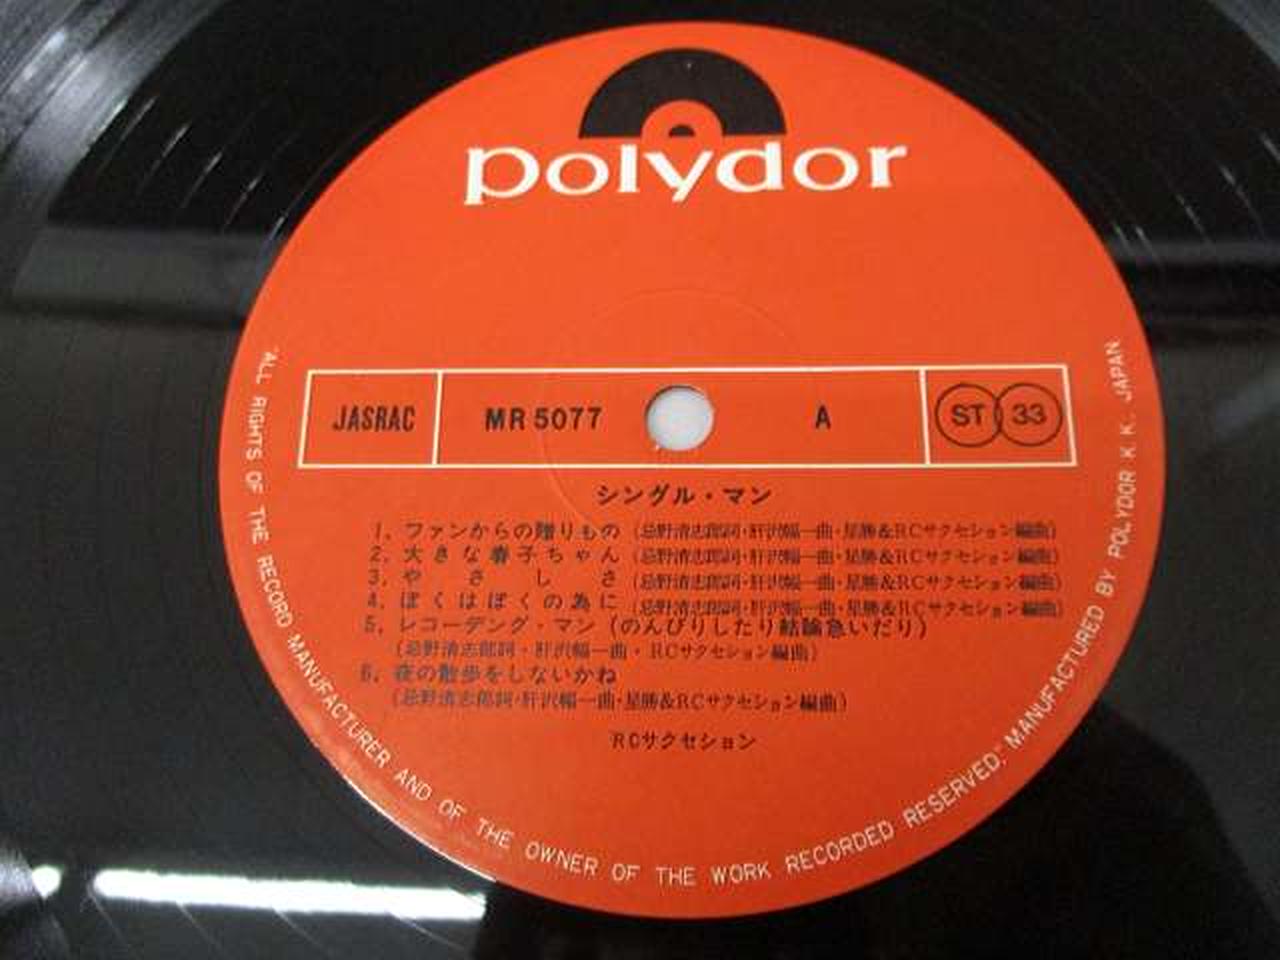 polydor
JASRAC
MR 5077
A
ST 33
シングル・マン
1. ファンからの贈りもの (忌野清志郎詞・肝沢幅一曲・星勝&RCサクセション編曲)
2. 大きな春子ちゃん (忌野清志郎詞・肝沢幅一曲・星勝&RCサクセション編曲)
3. やさしさ (忌野清志郎詞・肝沢幅一曲・星勝&RCサクセション編曲)
4. ぼくはぼくの為に (忌野清志郎詞・肝沢幅一曲・星勝&RCサクセション編曲)
5. レコーデング・マン (のんびりしたり結論急いだり)
(忌野清志郎詞・肝沢幅一曲・RCサクセション編曲)
6. 夜の散歩をしないかね
(忌野清志郎詞・肝沢幅一曲・星勝&RCサクセション編曲)
RCサクセション
"ALL RIGHTS OF THE RECORD MANUFACTURER AND OF THE OWNER OF THE WORK RECORDED RESERVED." MANUFACTURED BY POLYDOR K.K. JAPAN